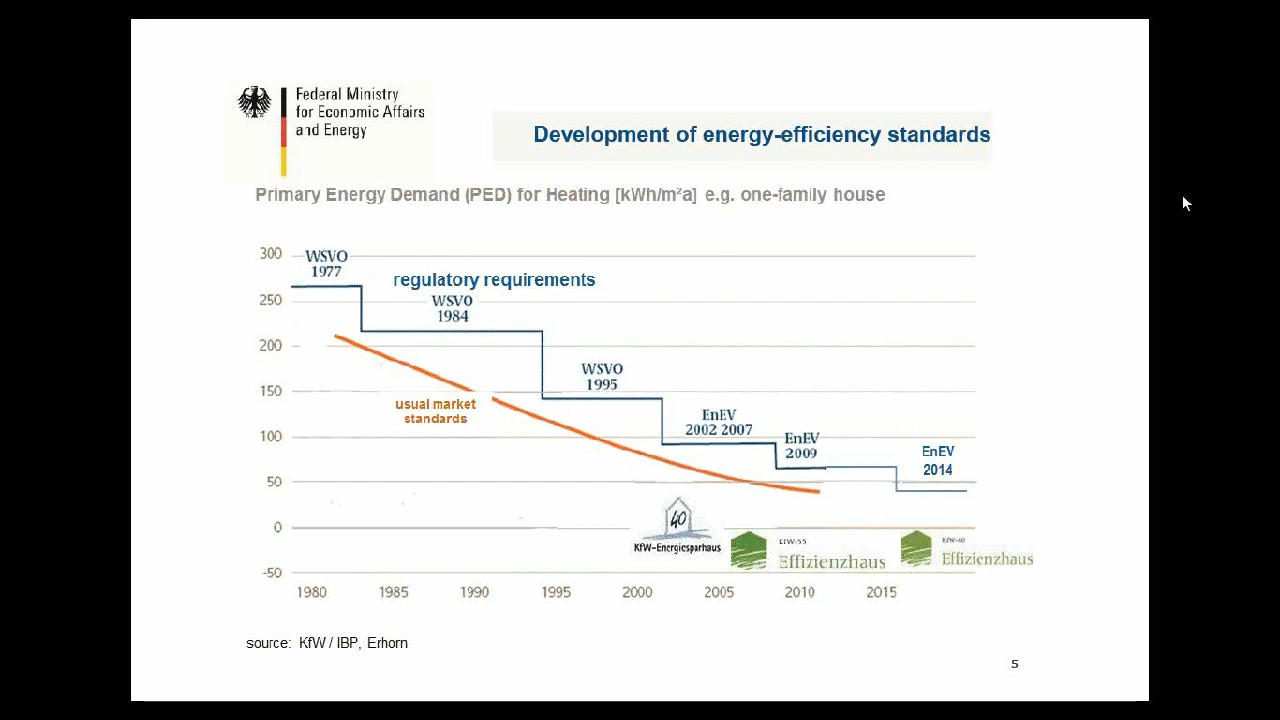 Federal Ministry
for Economic Affairs
and Energy
Development of energy-efficiency standards
Primary Energy Demand (PED) for Heating [kWh/m²a] e.g. one-family house
300
250
200
150
100
50
0
-50
WSVO
1977
regulatory requirements
WSVO
1984
WSVO
1995
usual market
standards
EnEV
2002 2007
EnEV
2009
EnEV
2014
40
KfW-Energiesparhaus
Effizienzhaus
KfW-40
Effizienzhaus
1980 1985 1990 1995 2000 2005 2010 2015
source: KfW / IBP, Erhorn
5